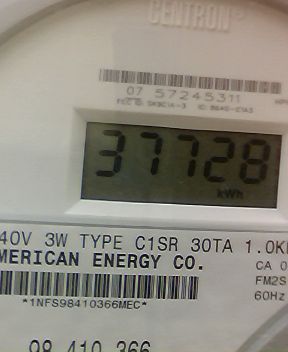 CENTRON®
07 57245311
37728
kWh
40V 3W TYPE C1SR 30TA 1.0K
MERICAN ENERGY CO.
CA 0
FM2S
60Hz
*1NFS98410366MEC*
98 410 366